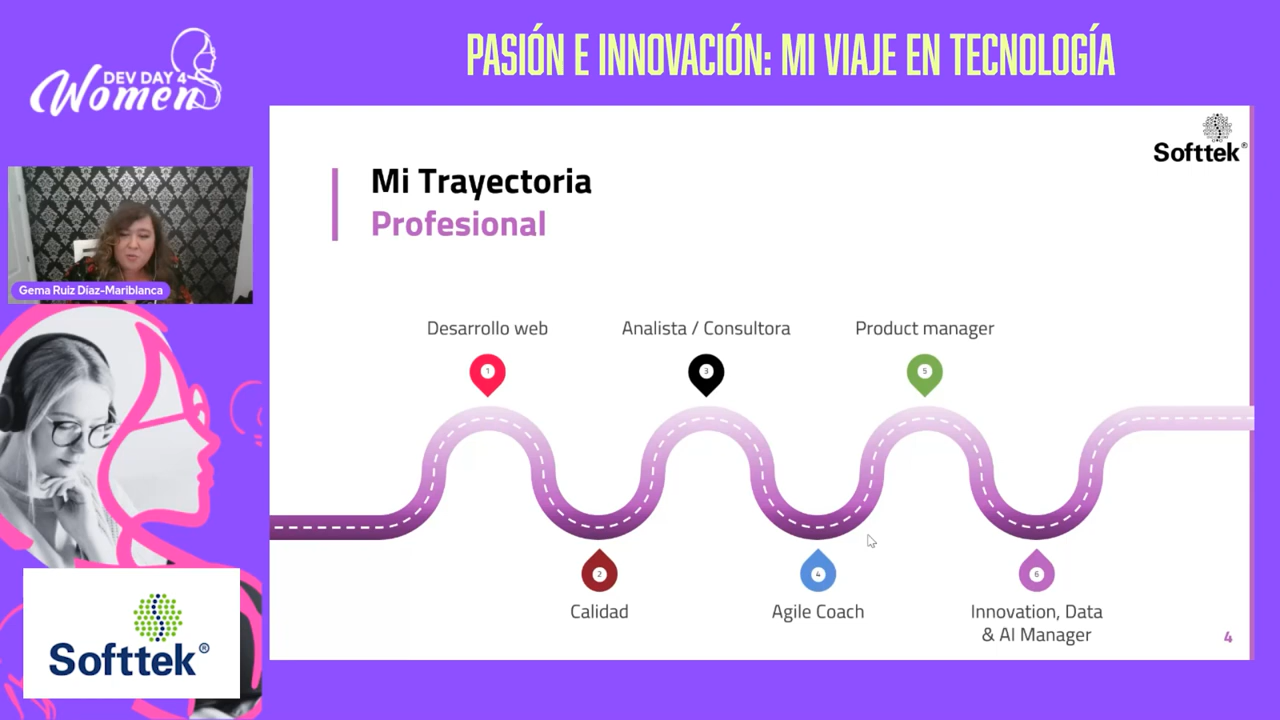 DEV DAY 4
Women
PASIÓN E INNOVACIÓN: MI VIAJE EN TECNOLOGÍA
Softtek®
Mi Trayectoria
Profesional
Gema Ruiz Díaz-Mariblanca
Desarrollo web
Analista / Consultora
Product manager
1
3
5
2
4
6
Calidad
Agile Coach
Innovation, Data
& AI Manager
4
Softtek®